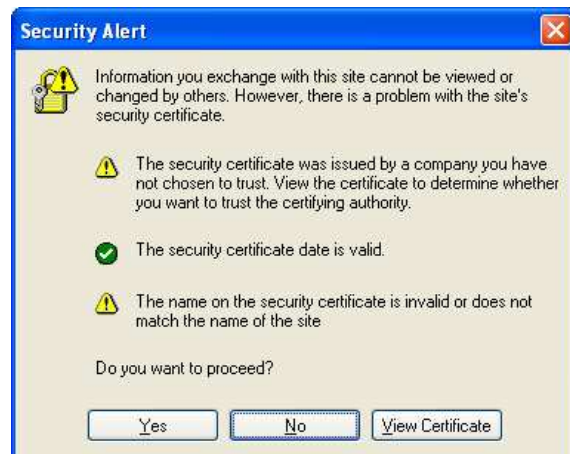 Security Alert
Information you exchange with this site cannot be viewed or
changed by others. However, there is a problem with the site's
security certificate.
The security certificate was issued by a company you have
not chosen to trust. View the certificate to determine whether
you want to trust the certifying authority.
The security certificate date is valid.
The name on the security certificate is invalid or does not
match the name of the site
Do you want to proceed?
Yes No View Certificate